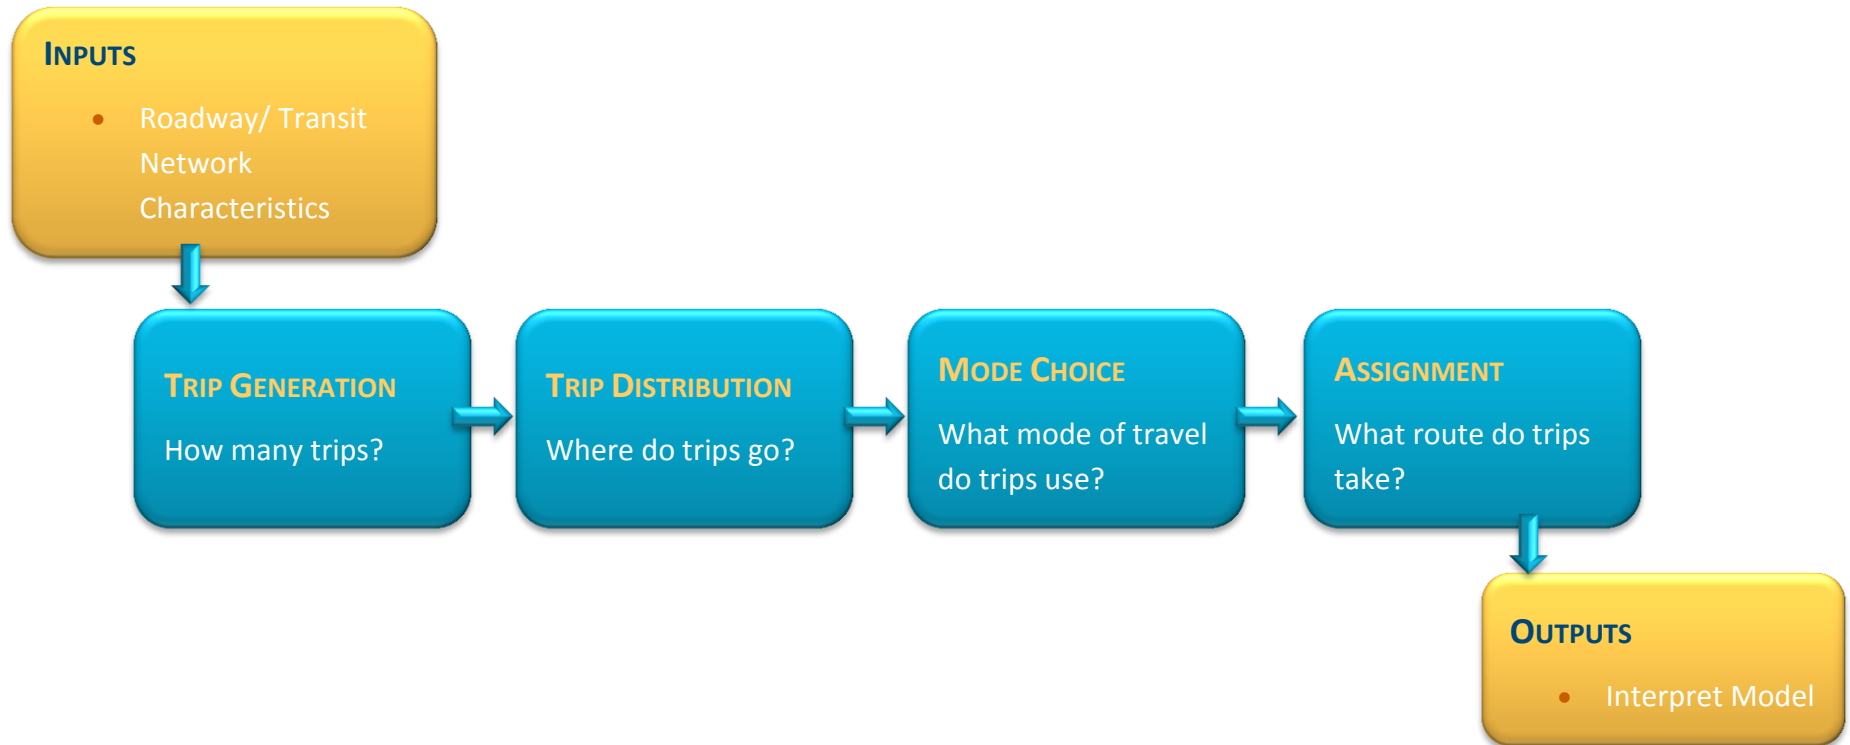 INPUTS
• Roadway/ Transit
Network
Characteristics
TRIP GENERATION
How many trips?
TRIP DISTRIBUTION
Where do trips go?
MODE CHOICE
What mode of travel
do trips use?
ASSIGNMENT
What route do trips
take?
OUTPUTS
• Interpret Model